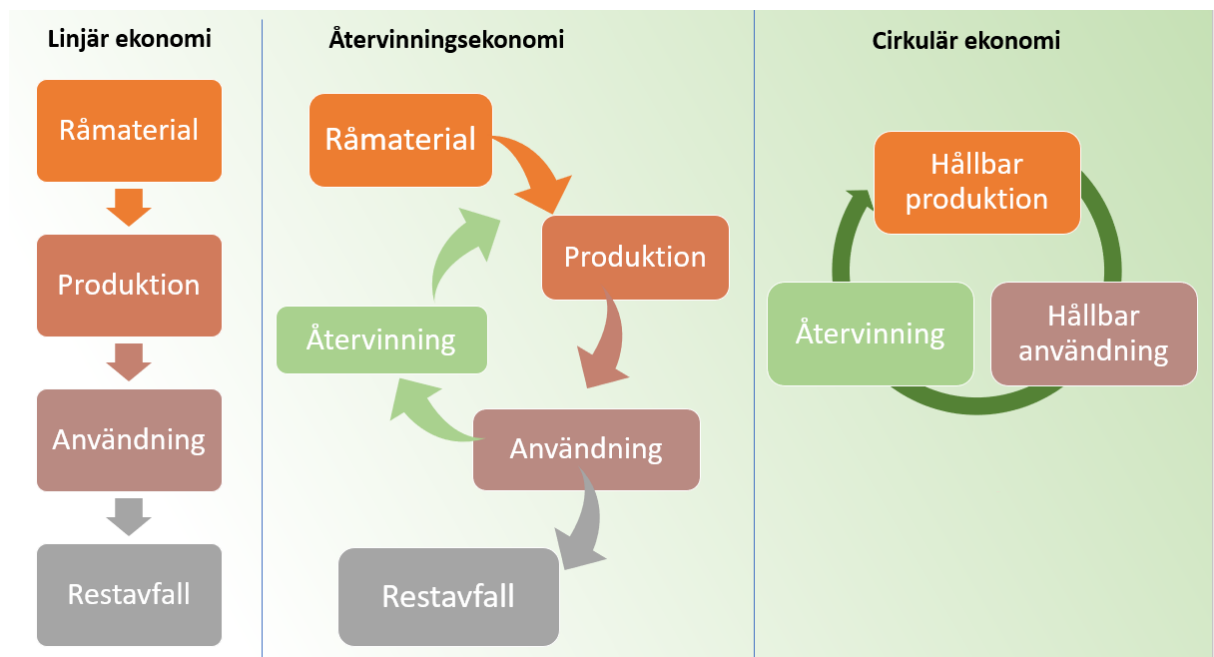 Linjär ekonomi
Råmaterial
Produktion
Användning
Restavfall
Återvinningsekonomi
Råmaterial
Produktion
Återvinning
Användning
Restavfall
Cirkulär ekonomi
Hållbar
produktion
Hållbar
användning
Återvinning